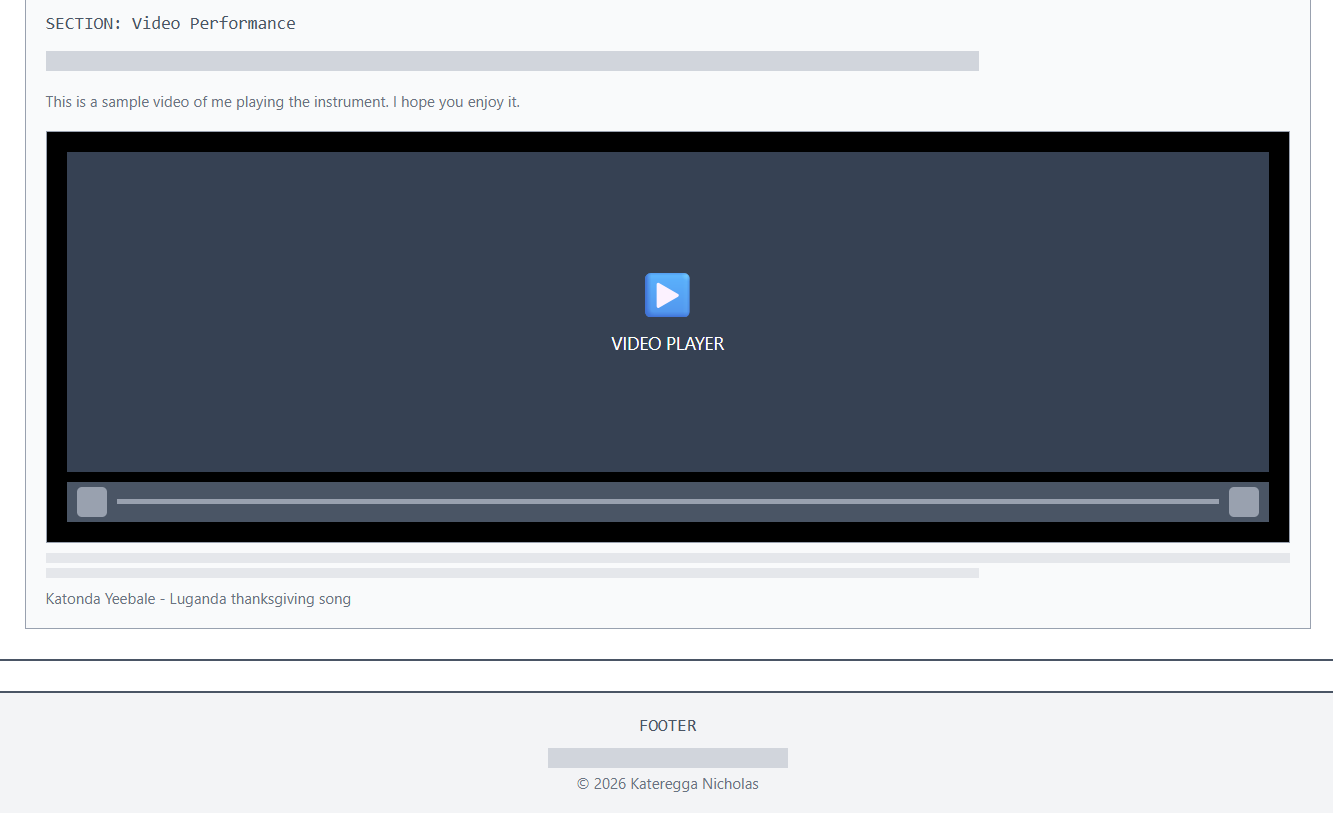 SECTION: Video Performance
This is a sample video of me playing the instrument. I hope you enjoy it.
VIDEO PLAYER
Katonda Yeebale - Luganda thanksgiving song
FOOTER
© 2026 Kateregga Nicholas